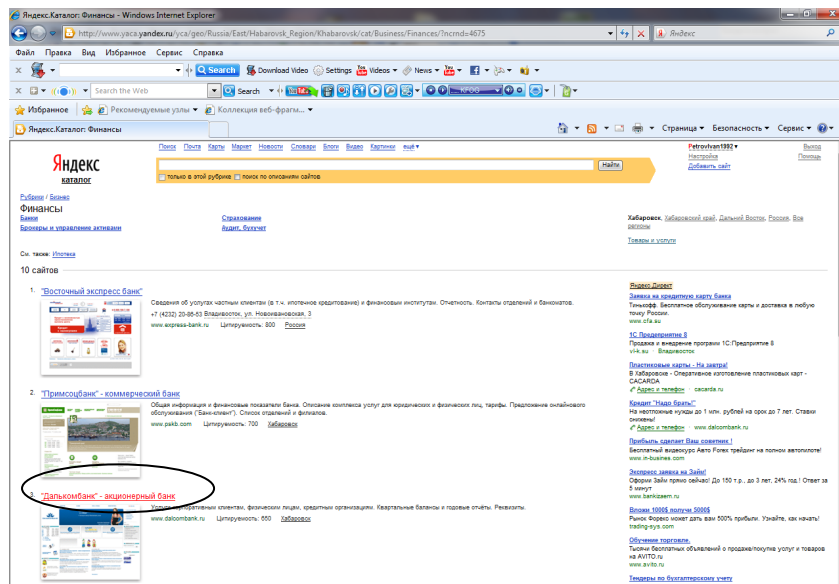 Яндекс.Каталог: Финансы - Windows Internet Explorer
http://www.yaca.yandex.ru/yca/geo/Russia/East/Habarovsk_Region/Khabarovsk/cat/Business/Finances/?ncrnd=4675
Яндекс
Файл Правка Вид Избранное Сервис Справка
Search Download Video Settings Videos News
Search the Web Search KFOG
Избранное Рекомендуемые узлы Коллекция веб-фрагм...
Яндекс.Каталог: Финансы
Страница Безопасность Сервис
Поиск Почта Карты Маркет Новости Словари Блоги Видео Картинки ещё
PetrovIvan1992 Выход
Настройка Помощь
Добавить сайт
Яндекс
каталог
Найти
только в этой рубрике поиск по описаниям сайтов
Рубрики / Бизнес
Финансы
Банки Страхование
Брокеры и управление активами Аудит, бухучет
Хабаровск, Хабаровский край, Дальний Восток, Россия, Все
регионы
Товары и услуги
См. также: Ипотека
10 сайтов
1. "Восточный экспресс банк"
Сведения об услугах частным клиентам (в т.ч. ипотечное кредитование) и финансовым институтам. Отчетность. Контакты отделений и банкоматов.
+7 (4232) 20-86-53 Владивосток, ул. Новоивановская, 3
www.express-bank.ru Цитируемость: 800 Россия
2. "Примсоцбанк" - коммерческий банк
Общая информация и финансовые показатели банка. Описание комплекса услуг для юридических и физических лиц, тарифы. Предложение онлайнового
обслуживания ("Банк-клиент"). Список отделений и филиалов.
www.pskb.com Цитируемость: 700 Хабаровск
3. "Далькомбанк" - акционерный банк
Услуги корпоративным клиентам, физическим лицам, кредитным организациям. Квартальные балансы и годовые отчёты. Реквизиты.
www.dalcombank.ru Цитируемость: 650 Хабаровск
Яндекс.Директ
Заявка на кредитную карту банка
Тинькофф. Бесплатное обслуживание карты и доставка в любую
точку России.
www.cfa.su
1С Предприятие 8
Продажа и внедрение программ 1С:Предприятие 8
vl-k.su · Владивосток
Пластиковые карты - На завтра!
В Хабаровске - Оперативное изготовление пластиковых карт -
CACARDA
Адрес и телефон · cacarda.ru
Кредит "Надо брать!"
На неотложные нужды до 1 млн. рублей на срок до 7 лет. Ставки
снижены!
Адрес и телефон · www.dalcombank.ru
Прибыль сделает Ваш советник !
Бесплатный видеокурс Авто Forex трейдинг на полном автопилоте!
www.in-busines.com
Экспресс заявка на Займ!
Оформи Займ прямо сейчас! До 150 т.р., до 3 лет, 24% год.! Ответ за
5 минут
www.bankizaem.ru
Вложи 1000$ получи 5000$
Рынок Форекс может дать вам 500% прибыли. Узнайте, как начать!
trading-sys.com
Обучение торговле.
Тысячи бесплатных объявлений о продаже/покупке услуг и товаров
на AVITO.ru
www.avito.ru
Тендеры по бухгалтерскому учету